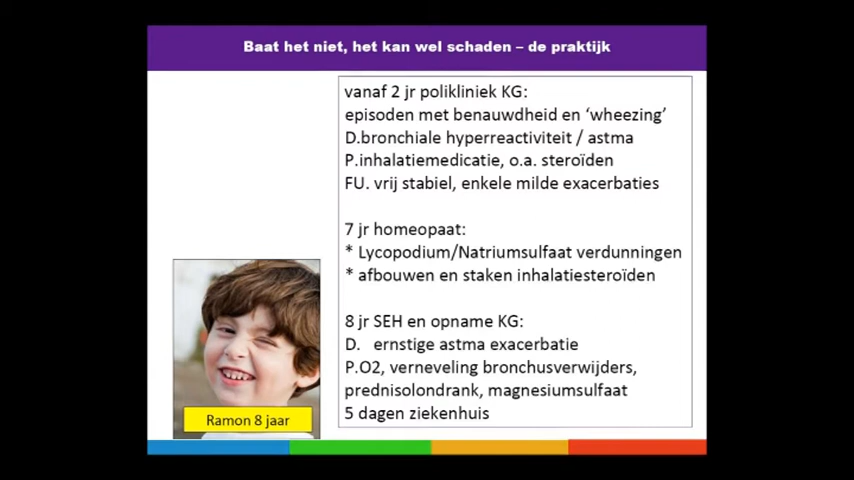 Baat het niet, het kan wel schaden – de praktijk
vanaf 2 jr polikliniek KG:
episoden met benauwdheid en ‘wheezing’
D.bronchiale hyperreactiviteit / astma
P.inhalatiemedicatie, o.a. steroïden
FU. vrij stabiel, enkele milde exacerbaties
7 jr homeopaat:
* Lycopodium/Natriumsulfaat verdunningen
* afbouwen en staken inhalatiesteroïden
8 jr SEH en opname KG:
D. ernstige astma exacerbatie
P.O2, verneveling bronchusverwijders,
prednisolondrank, magnesiumsulfaat
5 dagen ziekenhuis
Ramon 8 jaar